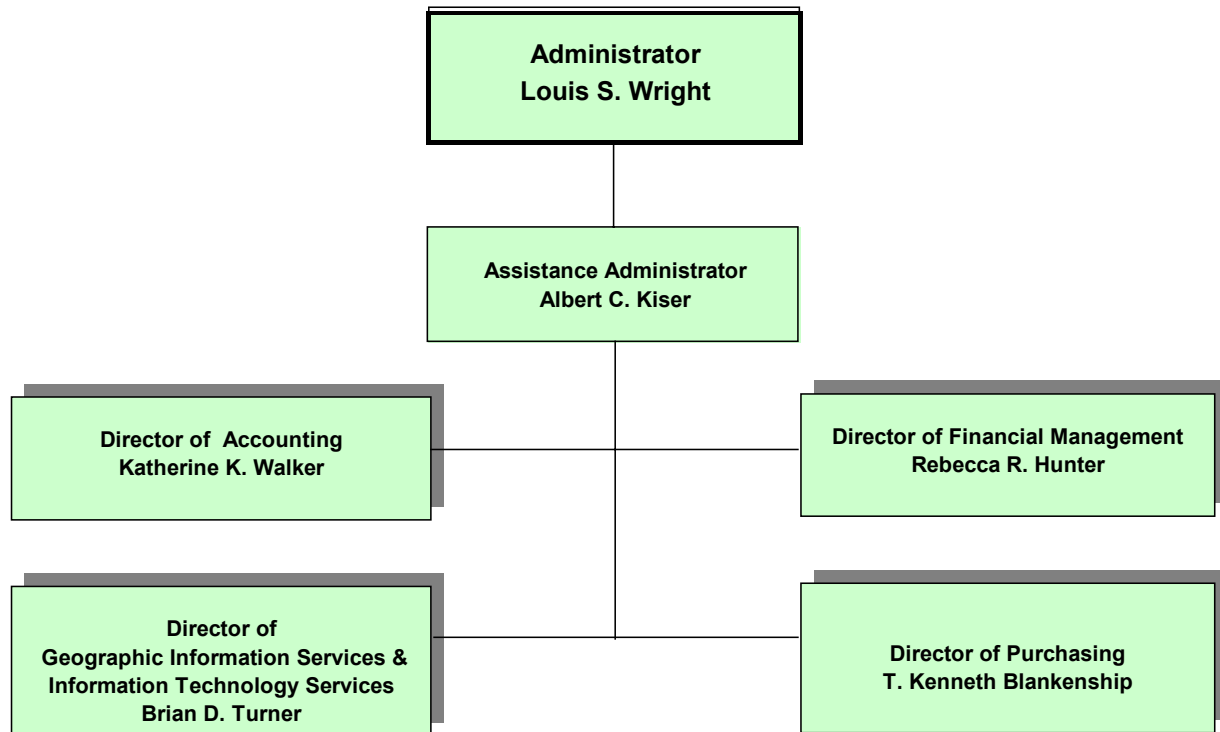 Administrator
Louis S. Wright
Assistance Administrator
Albert C. Kiser
Director of Accounting
Katherine K. Walker
Director of Financial Management
Rebecca R. Hunter
Director of
Geographic Information Services &
Information Technology Services
Brian D. Turner
Director of Purchasing
T. Kenneth Blankenship